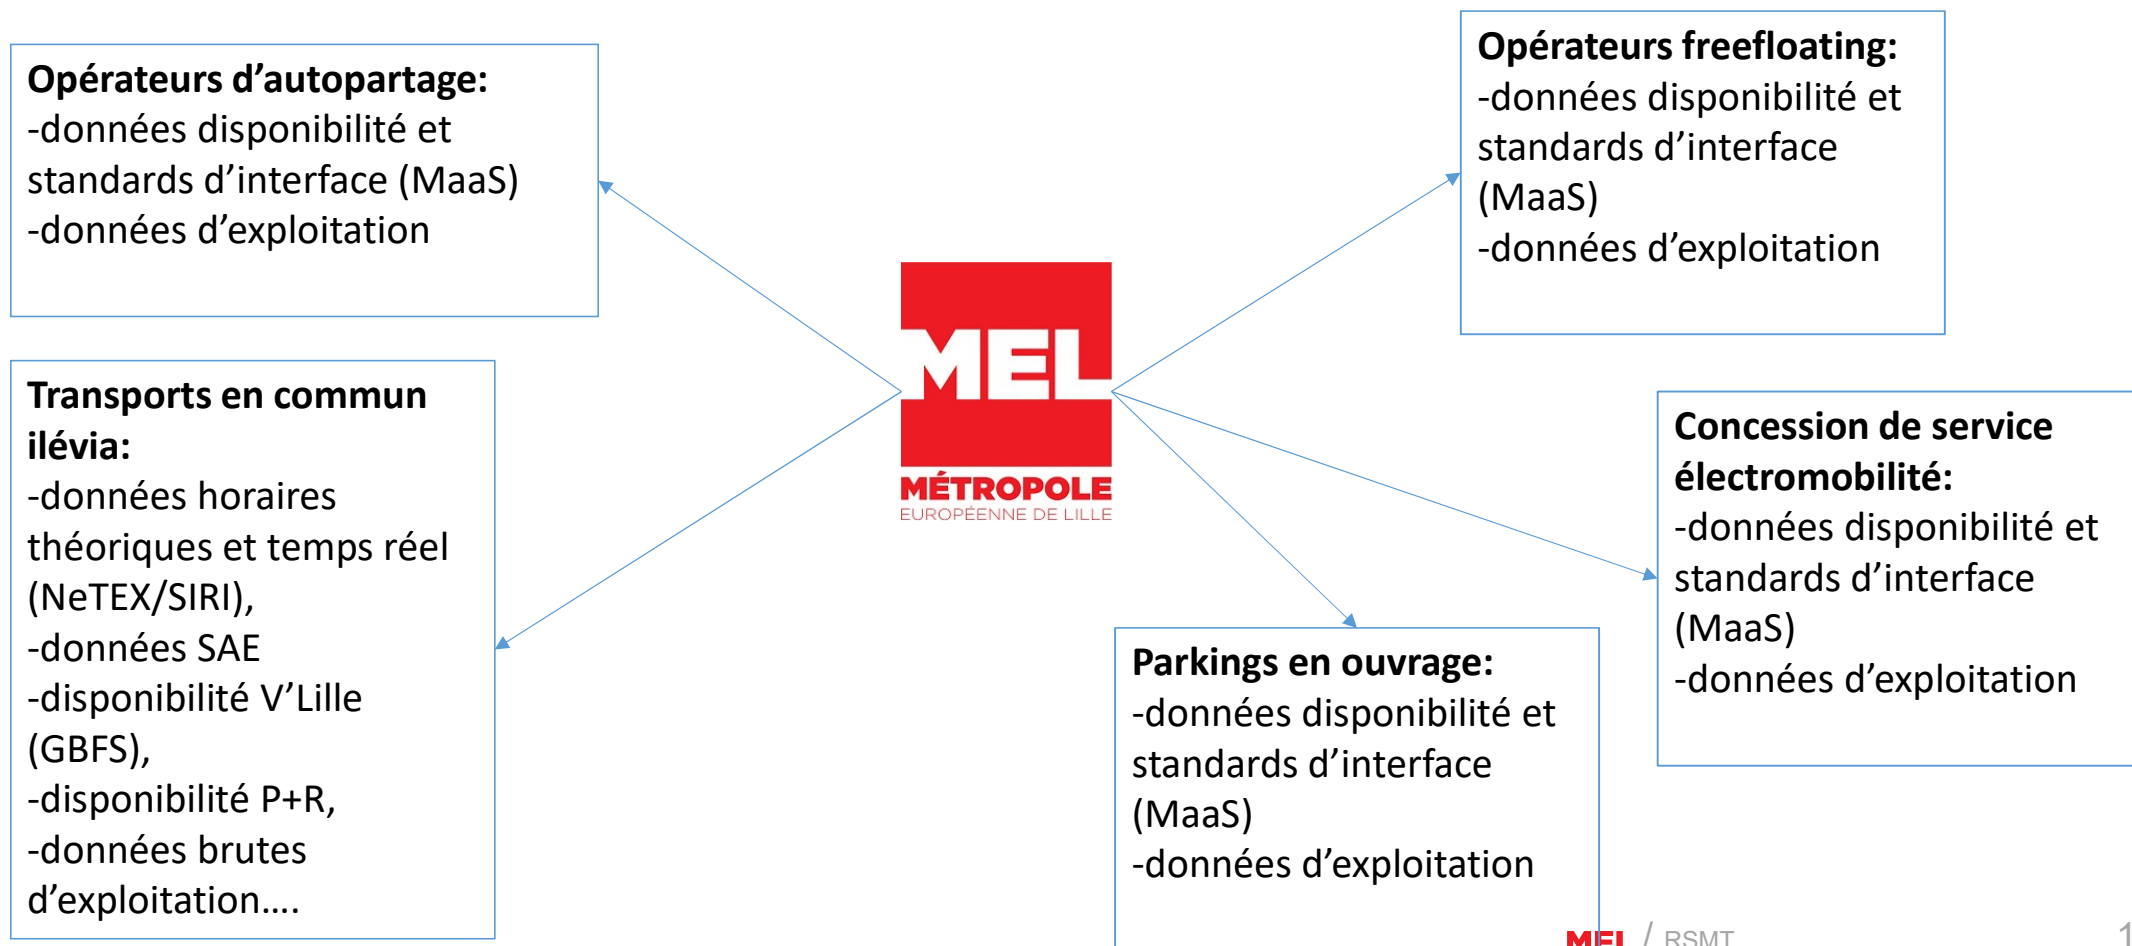 Opérateurs d’autopartage:
-données disponibilité et
standards d’interface (MaaS)
-données d’exploitation
Transports en commun
ilévia:
-données horaires
théoriques et temps réel
(NeTEX/SIRI),
-données SAE
-disponibilité V’Lille
(GBFS),
-disponibilité P+R,
-données brutes
d’exploitation….
MEL
MÉTROPOLE
EUROPÉENNE DE LILLE
Opérateurs freefloating:
-données disponibilité et
standards d’interface
(MaaS)
-données d’exploitation
Concession de service
électromobilité:
-données disponibilité et
standards d’interface
(MaaS)
-données d’exploitation
Parkings en ouvrage:
-données disponibilité et
standards d’interface
(MaaS)
-données d’exploitation
MEL / RSMT
1